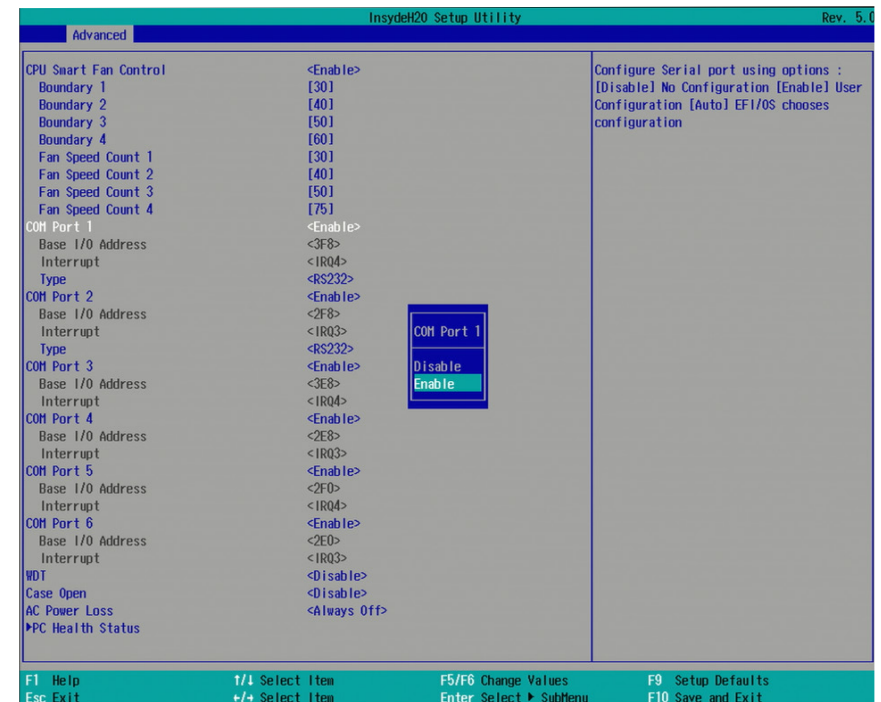 InsydeH20 Setup Utility Rev. 5.0
Advanced
CPU Smart Fan Control <Enable>
Boundary 1 [30]
Boundary 2 [40]
Boundary 3 [50]
Boundary 4 [60]
Fan Speed Count 1 [30]
Fan Speed Count 2 [40]
Fan Speed Count 3 [50]
Fan Speed Count 4 [75]
COM Port 1 <Enable>
Base I/O Address <3F8>
Interrupt <IRQ4>
Type <RS232>
COM Port 2 <Enable>
Base I/O Address <2F8>
Interrupt <IRQ3>
Type <RS232>
COM Port 3 <Enable>
Base I/O Address <3E8>
Interrupt <IRQ4>
COM Port 4 <Enable>
Base I/O Address <2E8>
Interrupt <IRQ3>
COM Port 5 <Enable>
Base I/O Address <2F0>
Interrupt <IRQ4>
COM Port 6 <Enable>
Base I/O Address <2E0>
Interrupt <IRQ3>
WDT <Disable>
Case Open <Disable>
AC Power Loss <Always Off>
▶PC Health Status
COM Port 1
Disable
Enable
Configure Serial port using options :
[Disable] No Configuration [Enable] User
Configuration [Auto] EFI/OS chooses
configuration
F1 Help ↑/↓ Select Item F5/F6 Change Values F9 Setup Defaults
Esc Exit ←/→ Select Item Enter Select ▶ SubMenu F10 Save and Exit